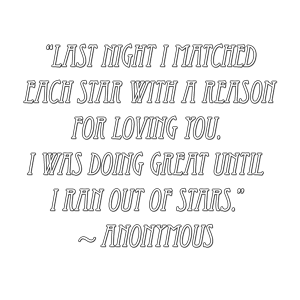 "LAST NIGHT I MATCHED
EACH STAR WITH A REASON
FOR LOVING YOU.
I WAS DOING GREAT UNTIL
I RAN OUT OF STARS."
~ ANONYMOUS